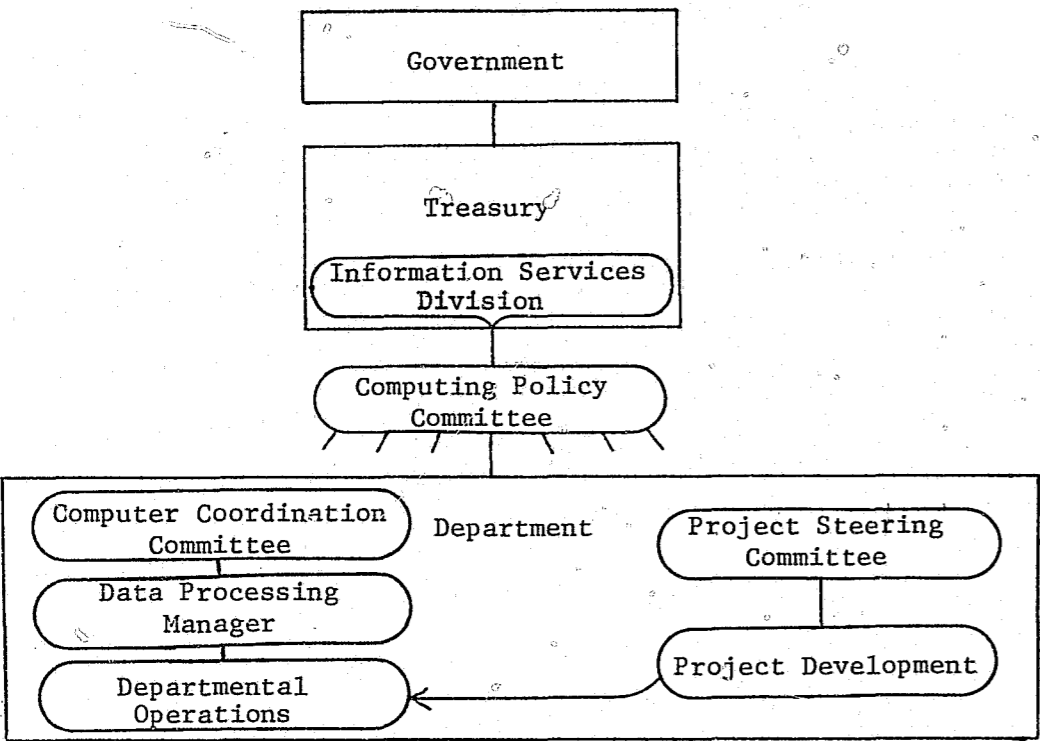 Government
Treasury
Information Services
Division
Computing Policy
Committee
Department
Computer Coordination
Committee
Data Processing
Manager
Departmental
Operations
Project Steering
Committee
Project Development